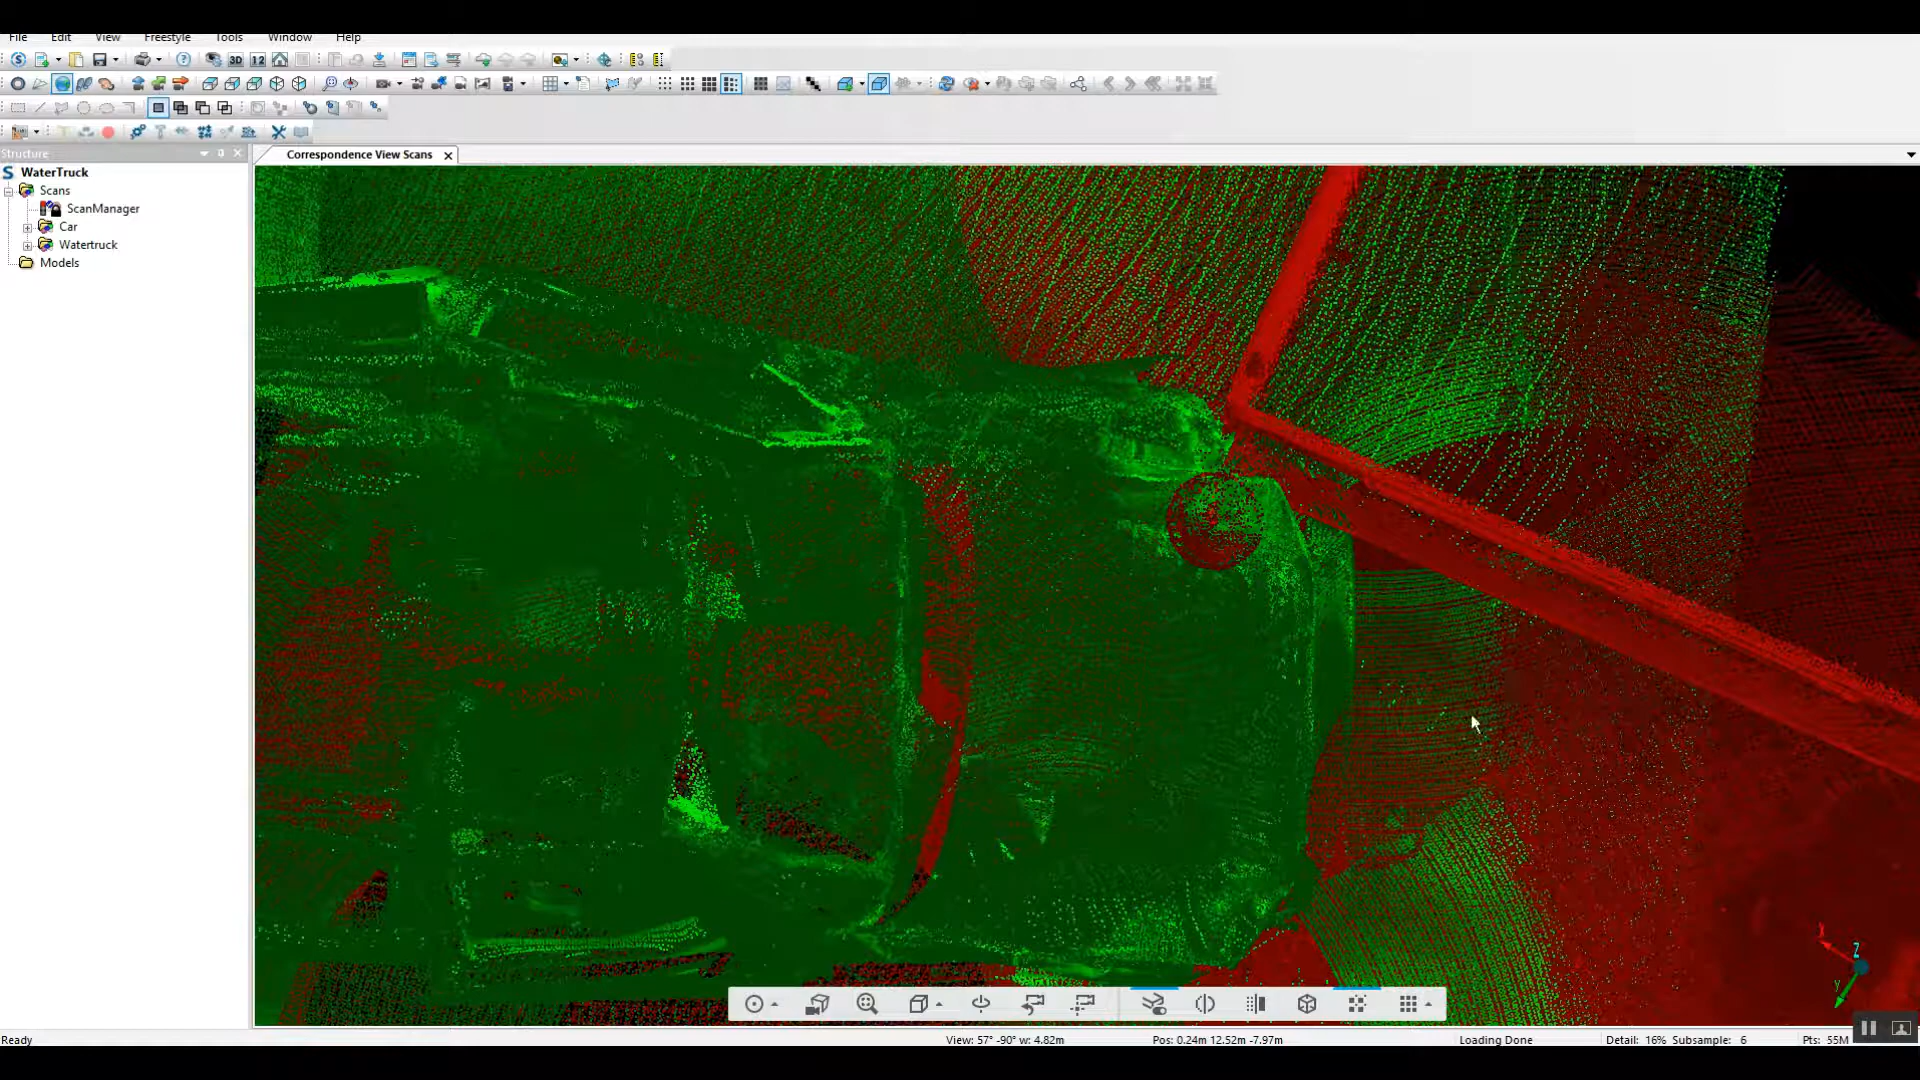 File Edit View Freestyle Tools Window Help
3D 12
Structure
Correspondence View Scans
S WaterTruck
Scans
ScanManager
Car
Watertruck
Models
X
Z
y
Ready
View: 57° -90° w: 4.82m
Pos: 0.24m 12.52m -7.97m
Loading Done
Detail: 16% Subsample: 6
Pts: 55M